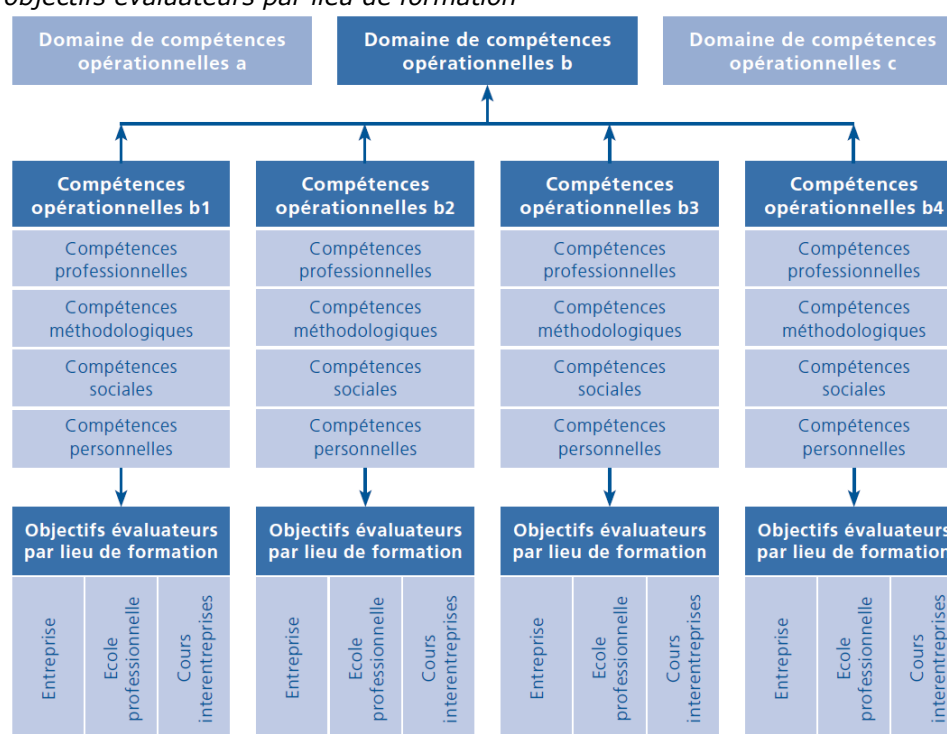 objectifs évaluateurs par lieu de formation
Domaine de compétences
opérationnelles a
Domaine de compétences
opérationnelles b
Domaine de compétences
opérationnelles c
Compétences
opérationnelles b1
Compétences
professionnelles
Compétences
méthodologiques
Compétences
sociales
Compétences
personnelles
Objectifs évaluateurs
par lieu de formation
Entreprise
Ecole
professionnelle
Cours
interentreprises
Compétences
opérationnelles b2
Compétences
professionnelles
Compétences
méthodologiques
Compétences
sociales
Compétences
personnelles
Objectifs évaluateurs
par lieu de formation
Entreprise
Ecole
professionnelle
Cours
interentreprises
Compétences
opérationnelles b3
Compétences
professionnelles
Compétences
méthodologiques
Compétences
sociales
Compétences
personnelles
Objectifs évaluateurs
par lieu de formation
Entreprise
Ecole
professionnelle
Cours
interentreprises
Compétences
opérationnelles b4
Compétences
professionnelles
Compétences
méthodologiques
Compétences
sociales
Compétences
personnelles
Objectifs évaluateurs
par lieu de formation
Entreprise
Ecole
professionnelle
Cours
interentreprises